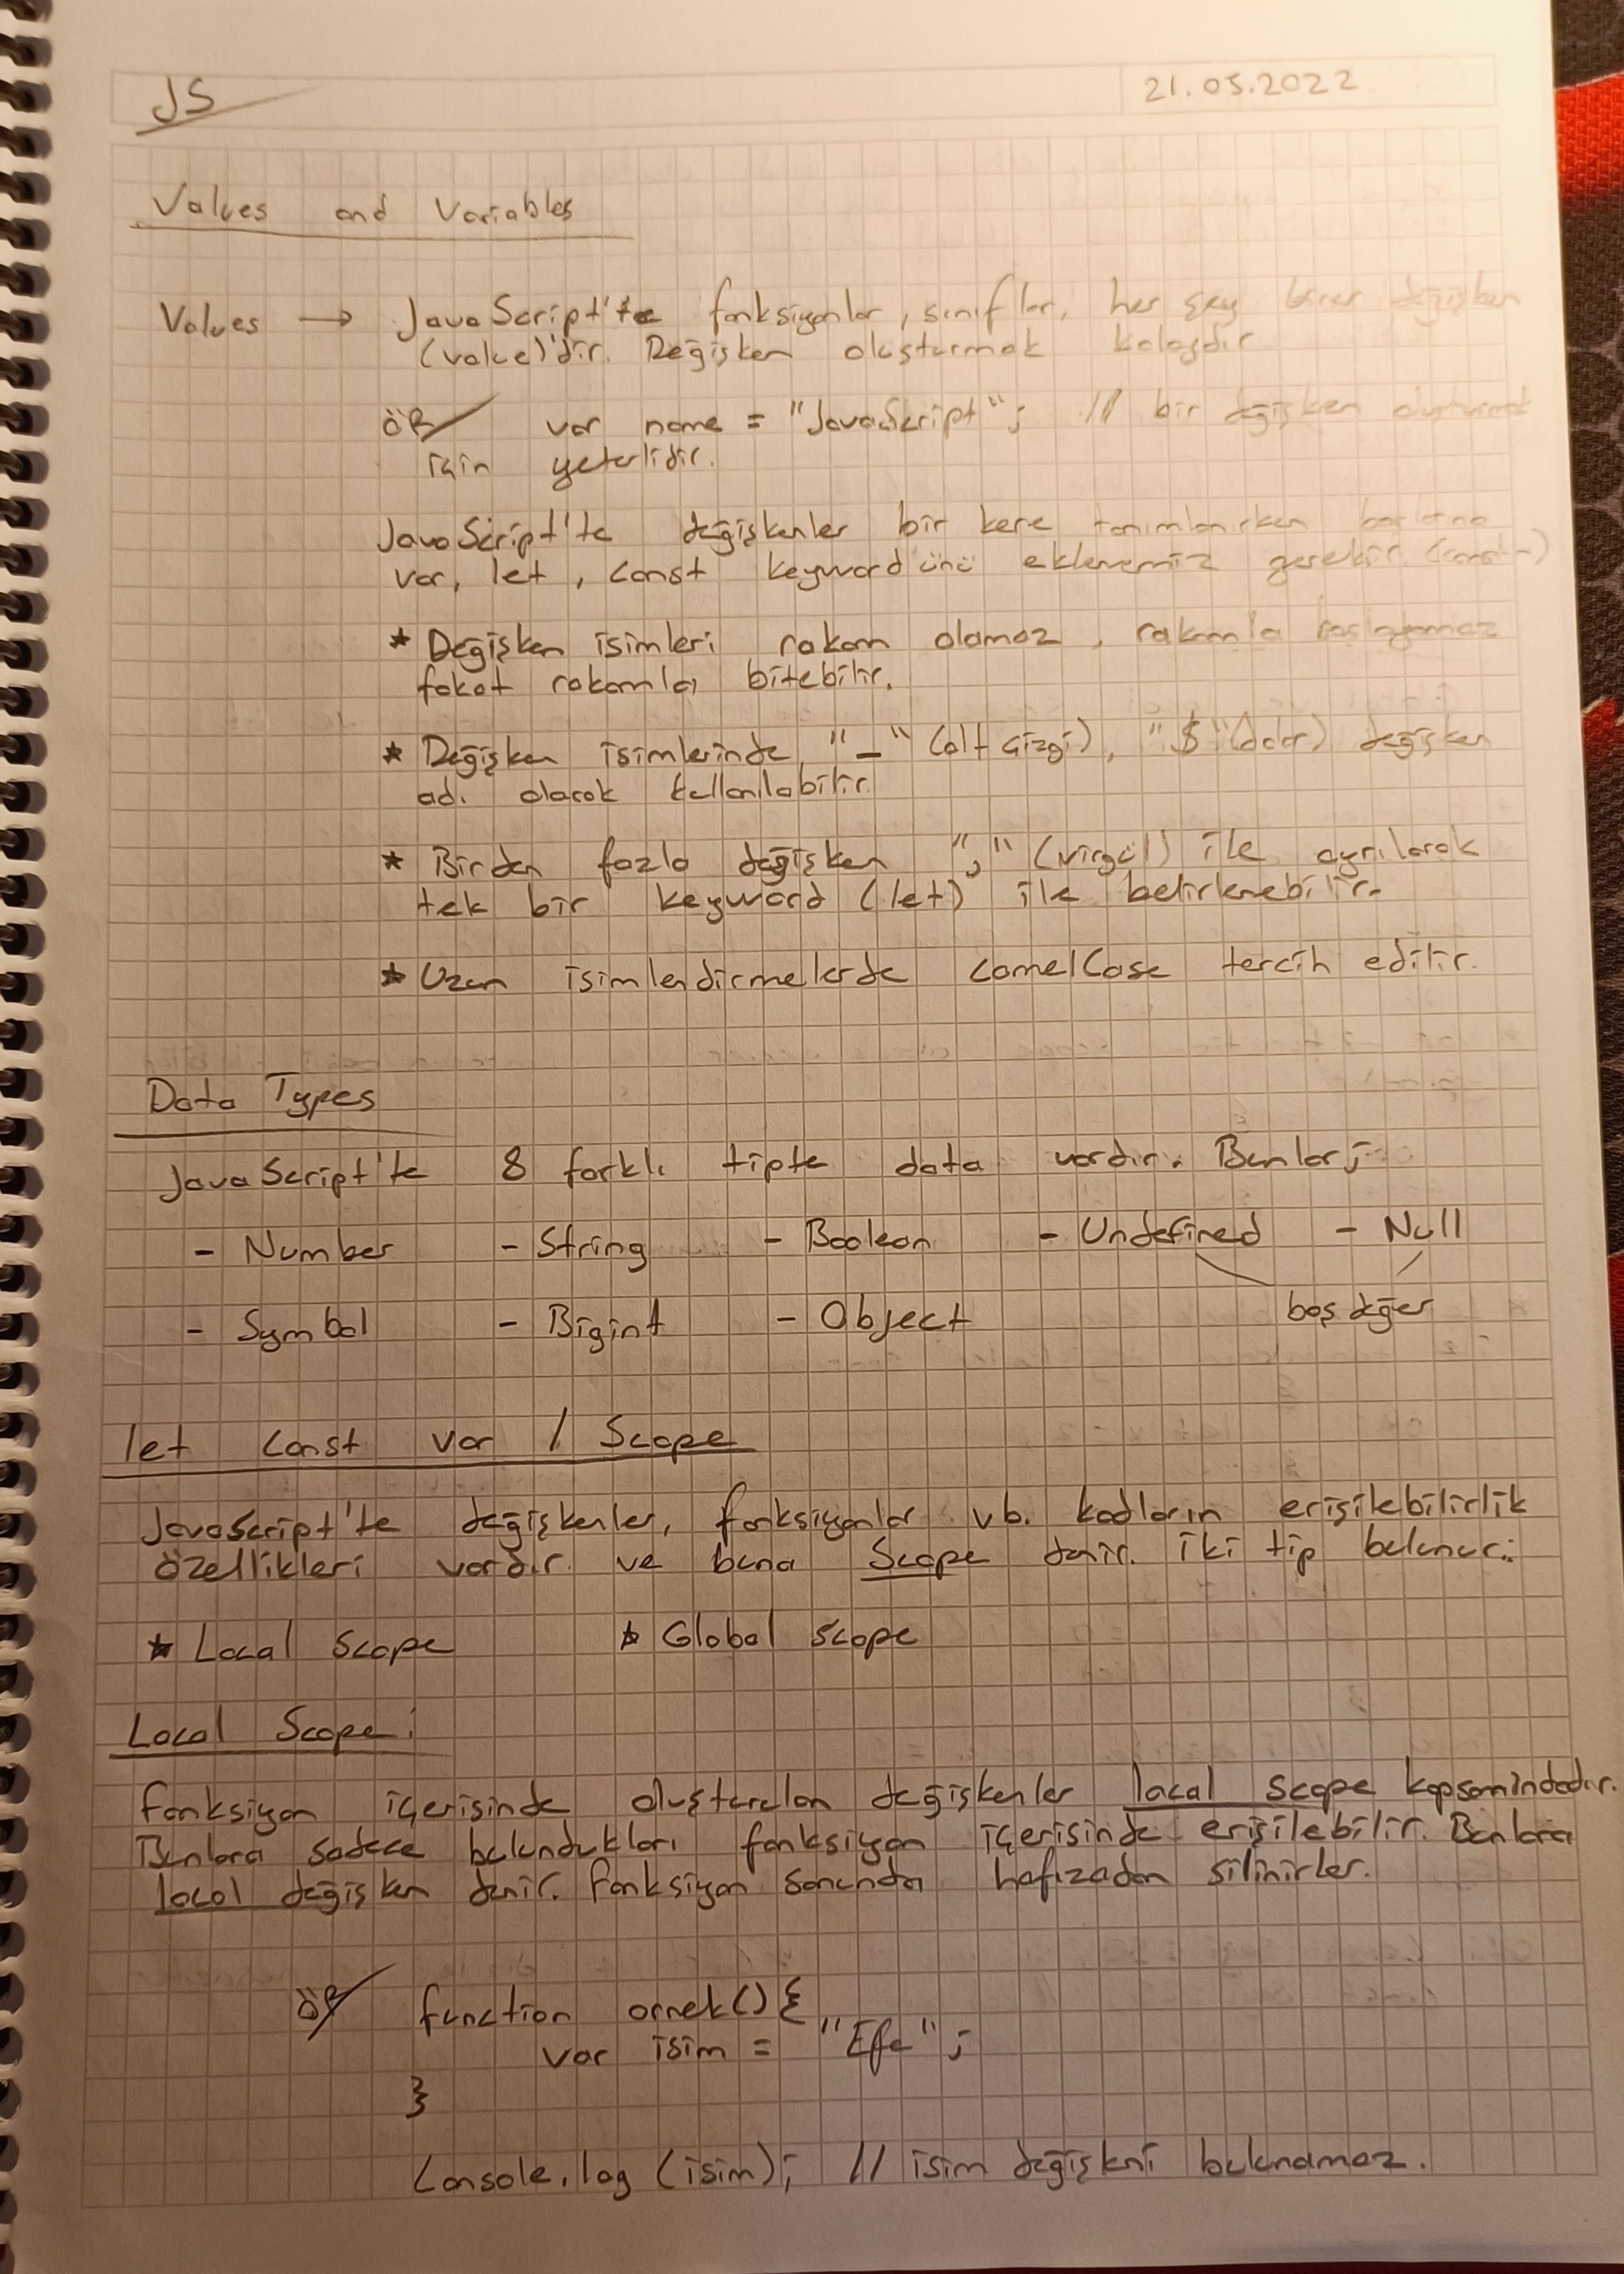 JS
21.05.2022
Values and Variables
Values → JavaScript'te fonksiyonlar, sınıflar, her şey birer değişken
(value)'dir. Değişken oluşturmak kolaydır
ÖR var name = "JavaScript"; // bir değişken oluşturmak
için yeterlidir.
JavaScript'te değişkenler bir kere tanımlanırken başlarına
var, let, const keyword'ünü eklememiz gerekir.
* Değişken isimleri rakam olamaz, rakamla başlayamaz
fakat rakamla bitebilir.
* Değişken isimlerinde "_" (alt çizgi), "$" (dolar) değişken
adı olarak kullanılabilir.
* Birden fazla değişken "," (virgül) ile ayrılarak
tek bir keyword (let) ile belirlenebilir.
* Uzun isimlendirmelerde camelCase tercih edilir.
Data Types
JavaScript'te 8 farklı tipte data vardır. Bunlar;
- Number - String - Boolean - Undefined - Null
- Symbol - Bigint - Object boş değer
let const var / Scope
JavaScript'te değişkenler, fonksiyonlar vb. kodların erişilebilirlik
özellikleri vardır. ve buna Scope denir. İki tip bulunur:
* Local Scope * Global Scope
Local Scope:
Fonksiyon içerisinde oluşturulan değişkenler local scope kapsamındadır.
Bunlara sadece bulundukları fonksiyon içerisinde erişilebilir. Bunlara
local değişken denir. Fonksiyon sonunda hafızadan silinirler.
ÖR function ornek() {
var isim = "Efe";
}
Console.log (isim); // isim değişkeni bulunamaz.